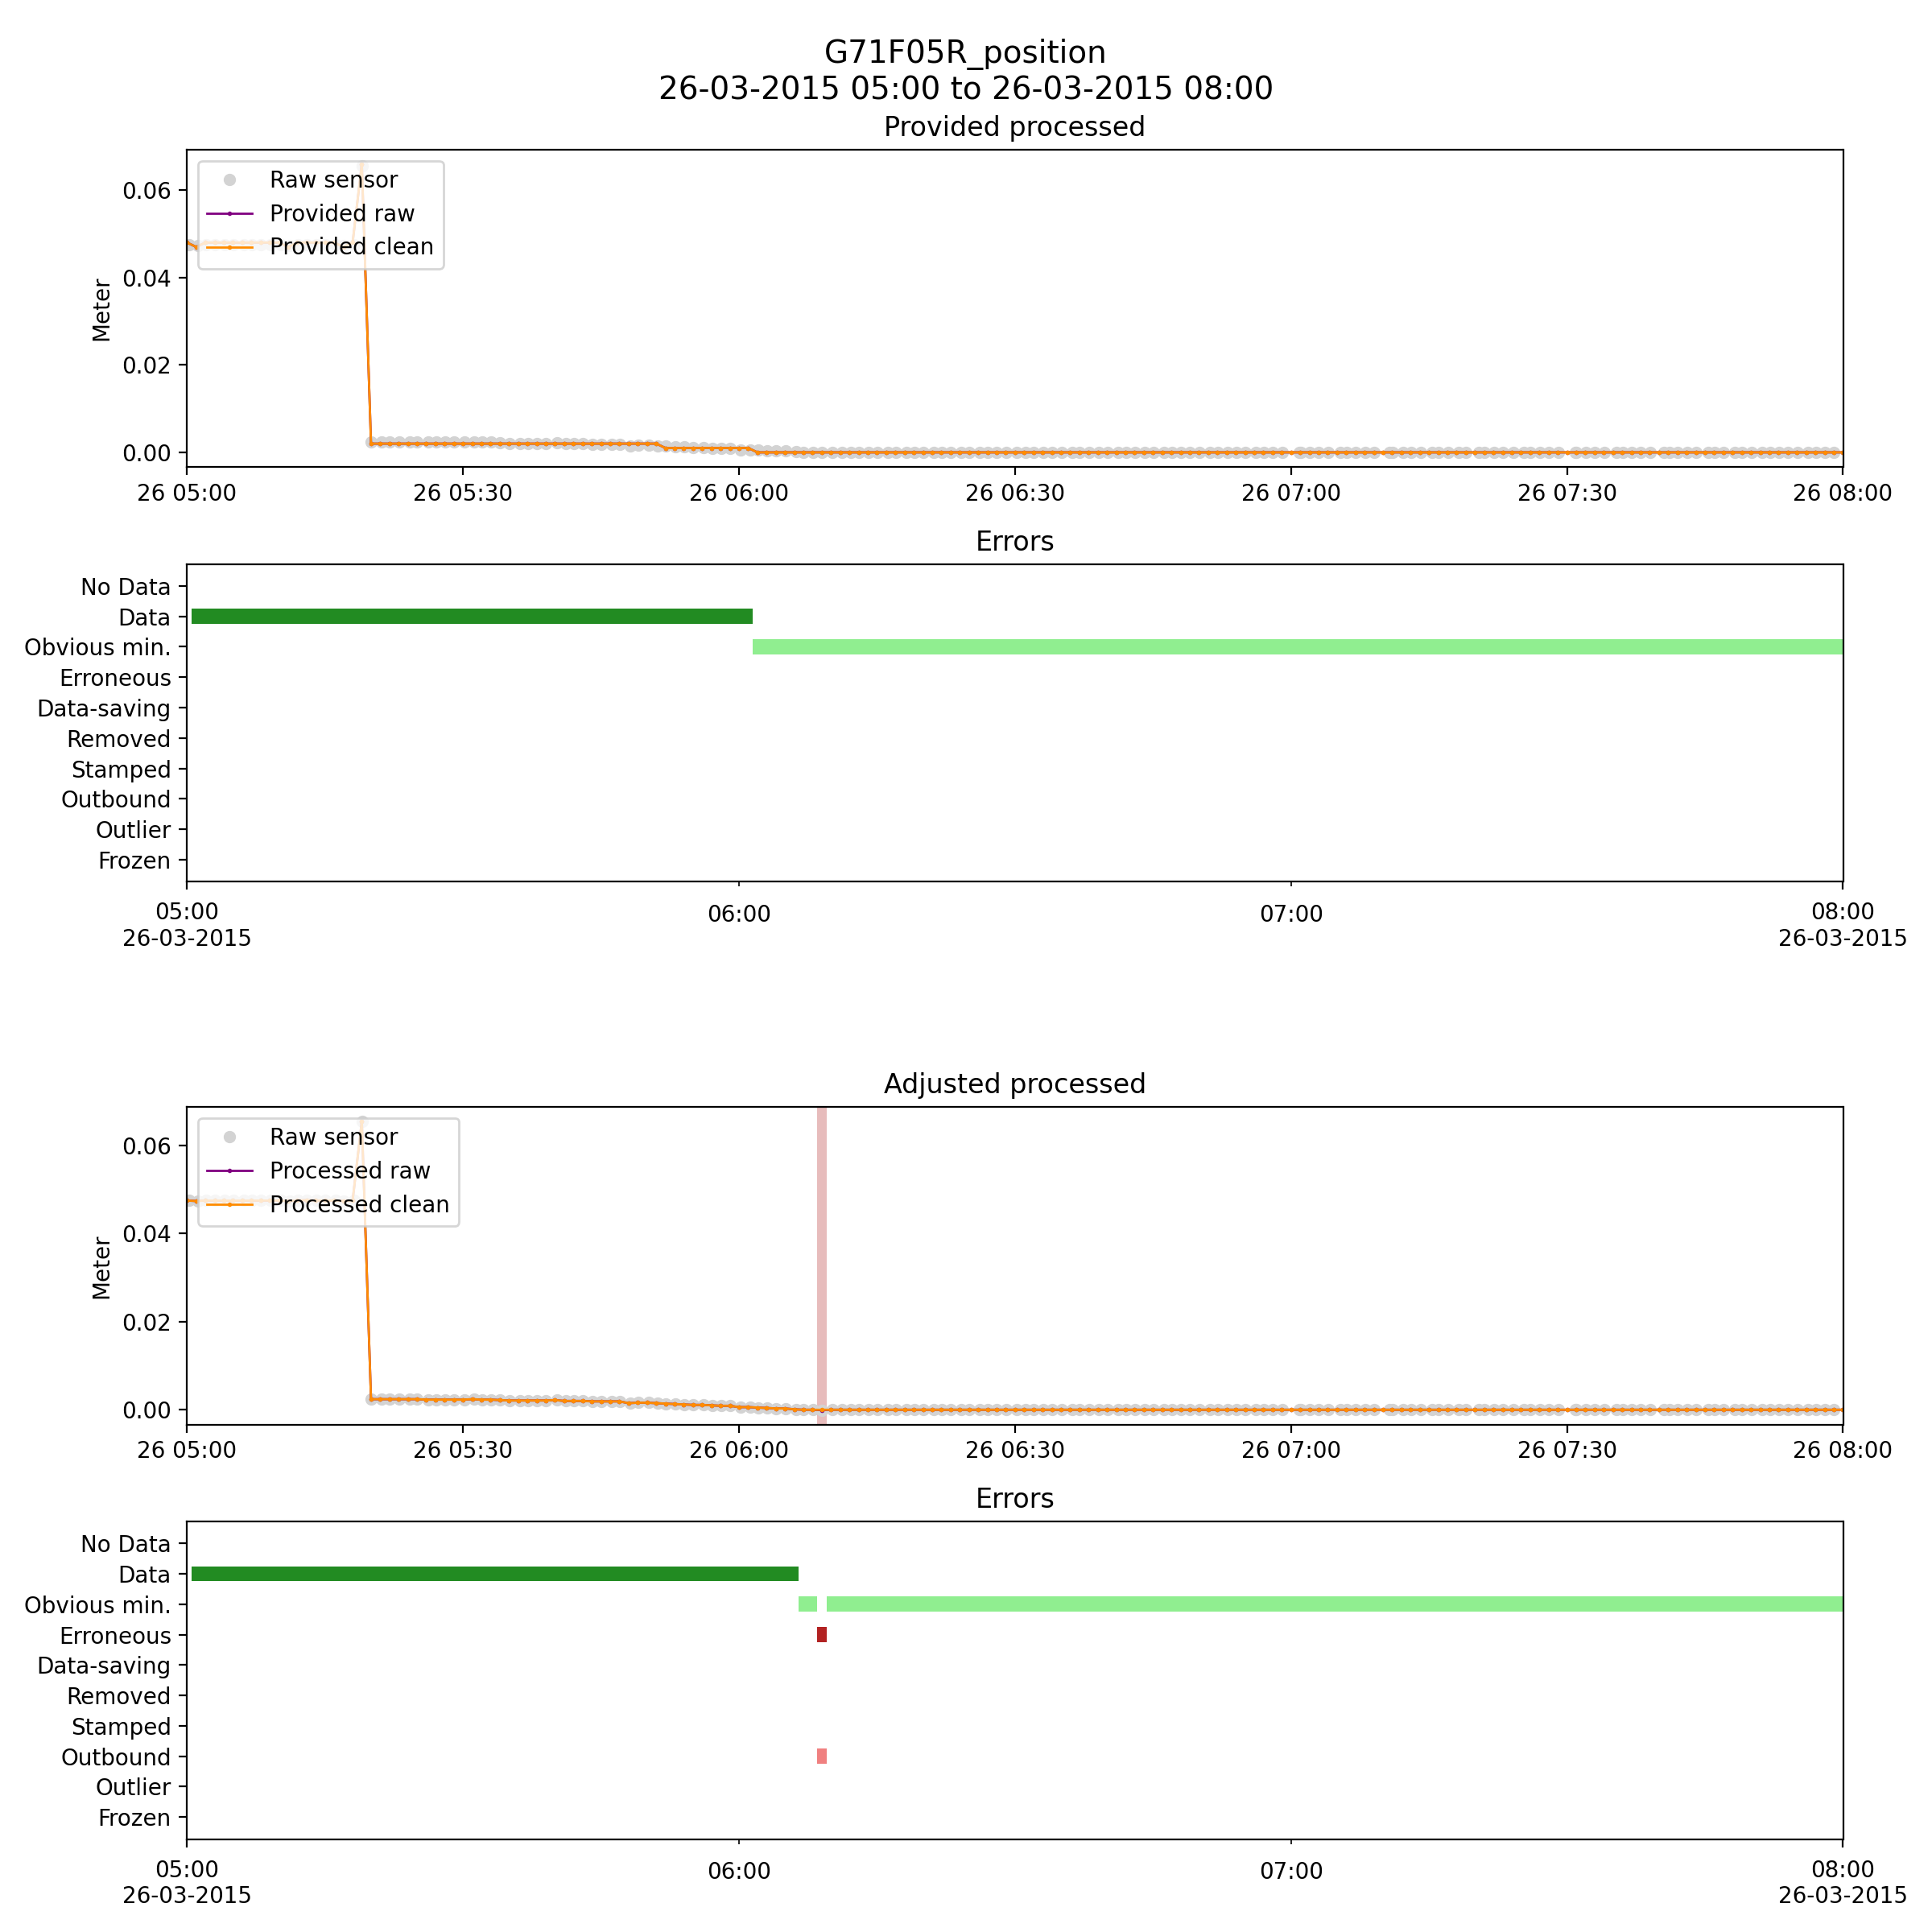 G71F05R_position
26-03-2015 05:00 to 26-03-2015 08:00
Provided processed
Raw sensor
Provided raw
Provided clean
Meter
0.06
0.04
0.02
0.00
26 05:00 26 05:30 26 06:00 26 06:30 26 07:00 26 07:30 26 08:00
Errors
No Data
Data
Obvious min.
Erroneous
Data-saving
Removed
Stamped
Outbound
Outlier
Frozen
05:00 06:00 07:00 08:00
26-03-2015 26-03-2015
Adjusted processed
Raw sensor
Processed raw
Processed clean
Meter
0.06
0.04
0.02
0.00
26 05:00 26 05:30 26 06:00 26 06:30 26 07:00 26 07:30 26 08:00
Errors
No Data
Data
Obvious min.
Erroneous
Data-saving
Removed
Stamped
Outbound
Outlier
Frozen
05:00 06:00 07:00 08:00
26-03-2015 26-03-2015